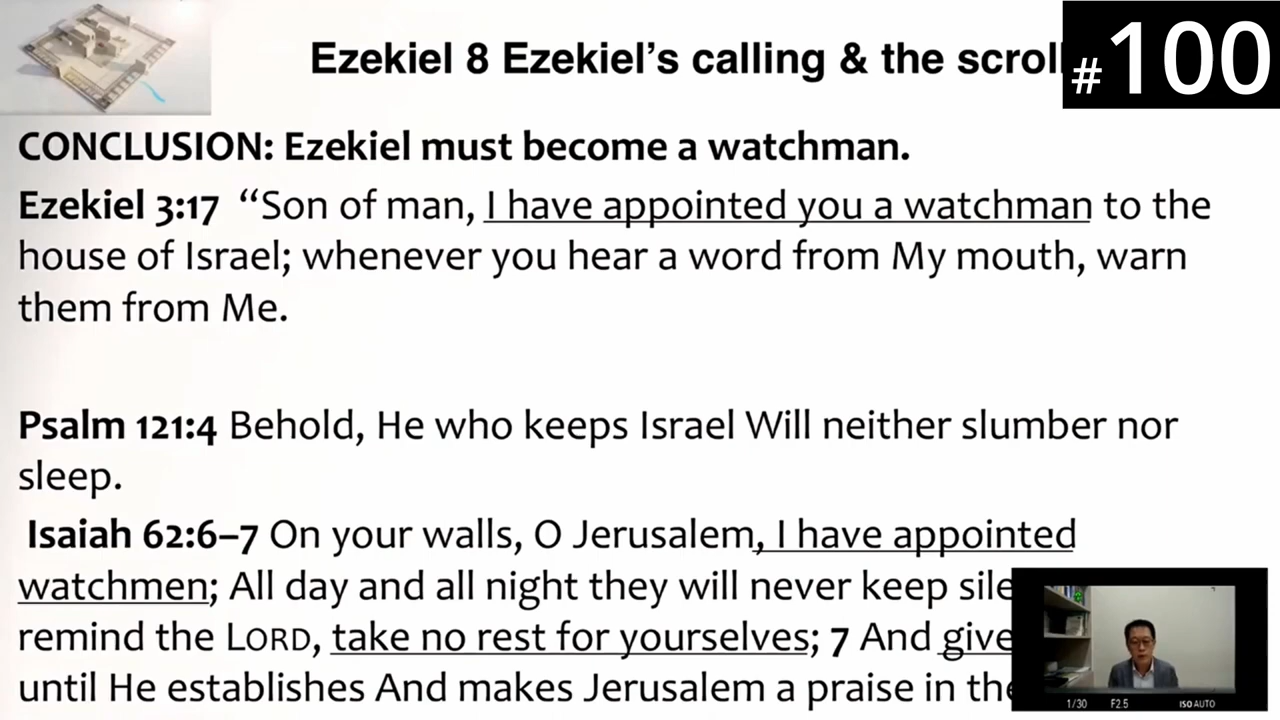 Ezekiel 8 Ezekiel’s calling & the scroll
#100
CONCLUSION: Ezekiel must become a watchman.
Ezekiel 3:17 “Son of man, I have appointed you a watchman to the
house of Israel; whenever you hear a word from My mouth, warn
them from Me.
Psalm 121:4 Behold, He who keeps Israel Will neither slumber nor
sleep.
Isaiah 62:6–7 On your walls, O Jerusalem, I have appointed
watchmen; All day and all night they will never keep sile
remind the LORD, take no rest for yourselves; 7 And give
until He establishes And makes Jerusalem a praise in the
1/30 F2.5 ISO AUTO